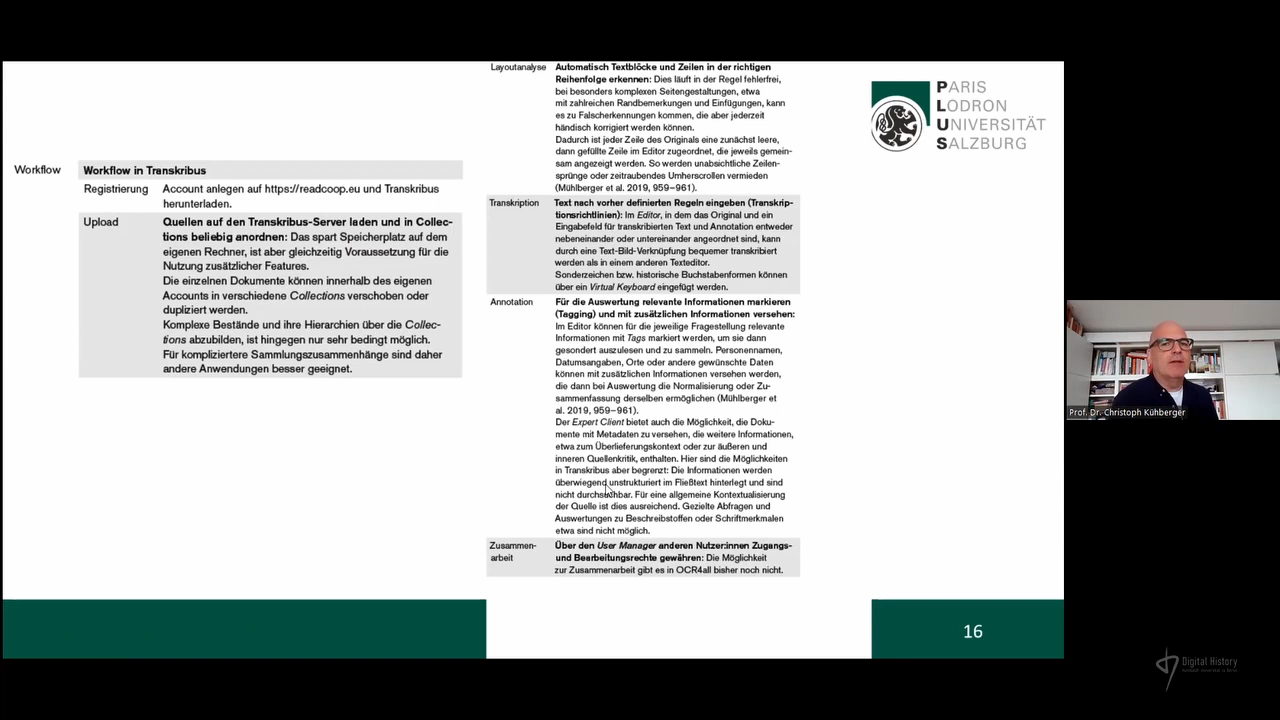 Workflow
Workflow in Transkribus
Registrierung
Account anlegen auf https://readcoop.eu und Transkribus
herunterladen.
Upload
Quellen auf den Transkribus-Server laden und in Collec-
tions beliebig anordnen: Das spart Speicherplatz auf dem
eigenen Rechner, ist aber gleichzeitig Voraussetzung für die
Nutzung zusätzlicher Features.
Die einzelnen Dokumente können innerhalb des eigenen
Accounts in verschiedene Collections verschoben oder
dupliziert werden.
Komplexe Bestände und ihre Hierarchien über die Collec-
tions abzubilden, ist hingegen nur sehr bedingt möglich.
Für kompliziertere Sammlungszusammenhänge sind daher
andere Anwendungen besser geeignet.
Layoutanalyse
Automatisch Textblöcke und Zeilen in der richtigen
Reihenfolge erkennen: Dies läuft in der Regel fehlerfrei,
bei besonders komplexen Seitengestaltungen, etwa
mit zahlreichen Randbemerkungen und Einfügungen, kann
es zu Falscherkennungen kommen, die aber jederzeit
händisch korrigiert werden können.
Dadurch ist jeder Zeile des Originals eine zunächst leere,
dann gefüllte Zeile im Editor zugeordnet, die jeweils gemein-
sam angezeigt werden. So werden unabsichtliche Zeilen-
sprünge oder zeitraubendes Umherscrollen vermieden
(Mühlberger et al. 2019, 959–961).
Transkription
Text nach vorher definierten Regeln eingeben (Transkrip-
tionsrichtlinien): Im Editor, in dem das Original und ein
Eingabefeld für transkribierten Text und Annotation entweder
nebeneinander oder untereinander angeordnet sind, kann
durch eine Text-Bild-Verknüpfung bequemer transkribiert
werden als in einem anderen Texteditor.
Sonderzeichen bzw. historische Buchstabenformen können
über ein Virtual Keyboard eingefügt werden.
Annotation
Für die Auswertung relevante Informationen markieren
(Tagging) und mit zusätzlichen Informationen versehen:
Im Editor können für die jeweilige Fragestellung relevante
Informationen mit Tags markiert werden, um sie dann
gesondert auszulesen und zu sammeln. Personennamen,
Datumsangaben, Orte oder andere gewünschte Daten
können mit zusätzlichen Informationen versehen werden,
die dann bei Auswertung die Normalisierung oder Zu-
sammenfassung derselben ermöglichen (Mühlberger et
al. 2019, 959–961).
Der Expert Client bietet auch die Möglichkeit, die Doku-
mente mit Metadaten zu versehen, die weitere Informationen,
etwa zum Überlieferungskontext oder zur äußeren und
inneren Quellenkritik, enthalten. Hier sind die Möglichkeiten
in Transkribus aber begrenzt: Die Informationen werden
überwiegend unstrukturiert im Fließtext hinterlegt und sind
nicht durchsuchbar. Für eine allgemeine Kontextualisierung
der Quelle ist dies ausreichend. Gezielte Abfragen und
Auswertungen zu Beschreibstoffen oder Schriftmerkmalen
etwa sind nicht möglich.
Zusammen-
arbeit
Über den User Manager anderen Nutzer:innen Zugangs-
und Bearbeitungsrechte gewähren: Die Möglichkeit
zur Zusammenarbeit gibt es in OCR4all bisher noch nicht.
PARIS
LODRON
UNIVERSITÄT
SALZBURG
16
Prof. Dr. Christoph Kühberger
Digital History